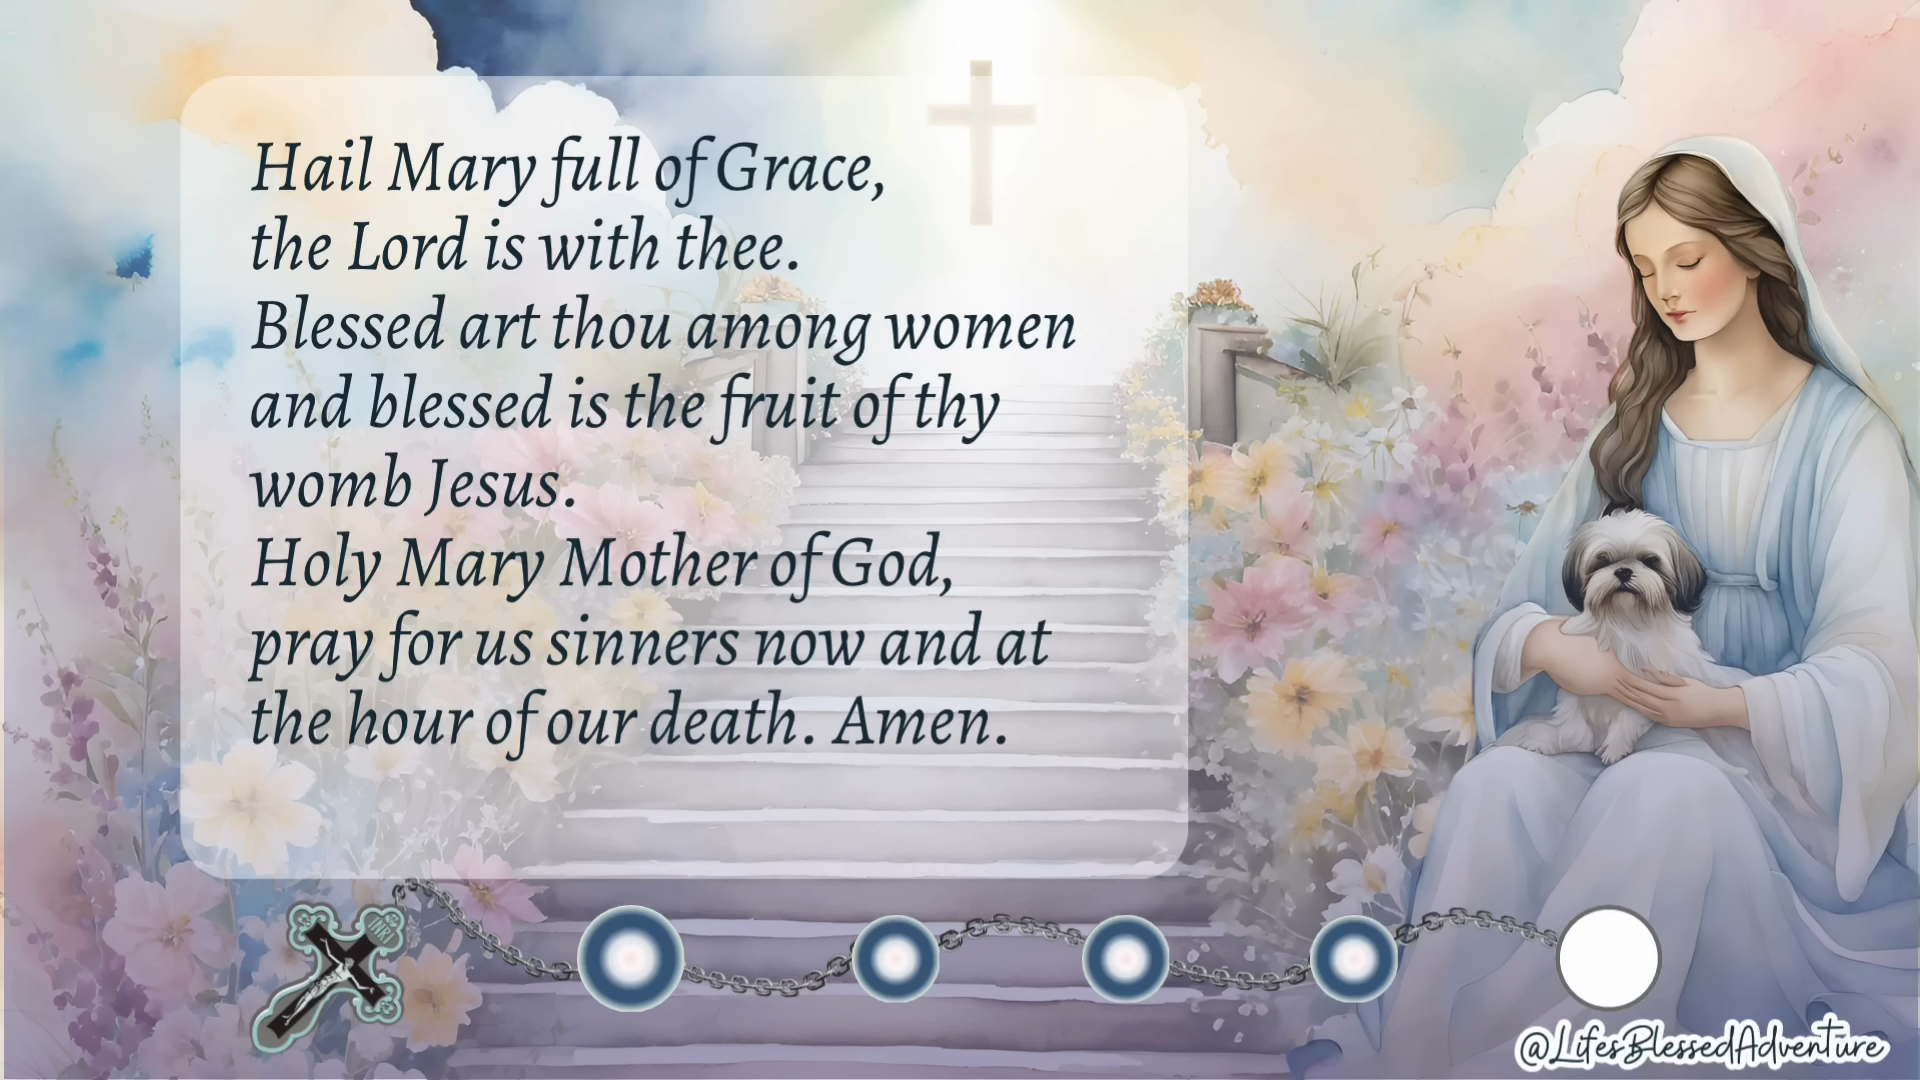 Hail Mary full of Grace,
the Lord is with thee.
Blessed art thou among women
and blessed is the fruit of thy
womb Jesus.
Holy Mary Mother of God,
pray for us sinners now and at
the hour of our death. Amen.
INRI
@LifesBlessedAdventure